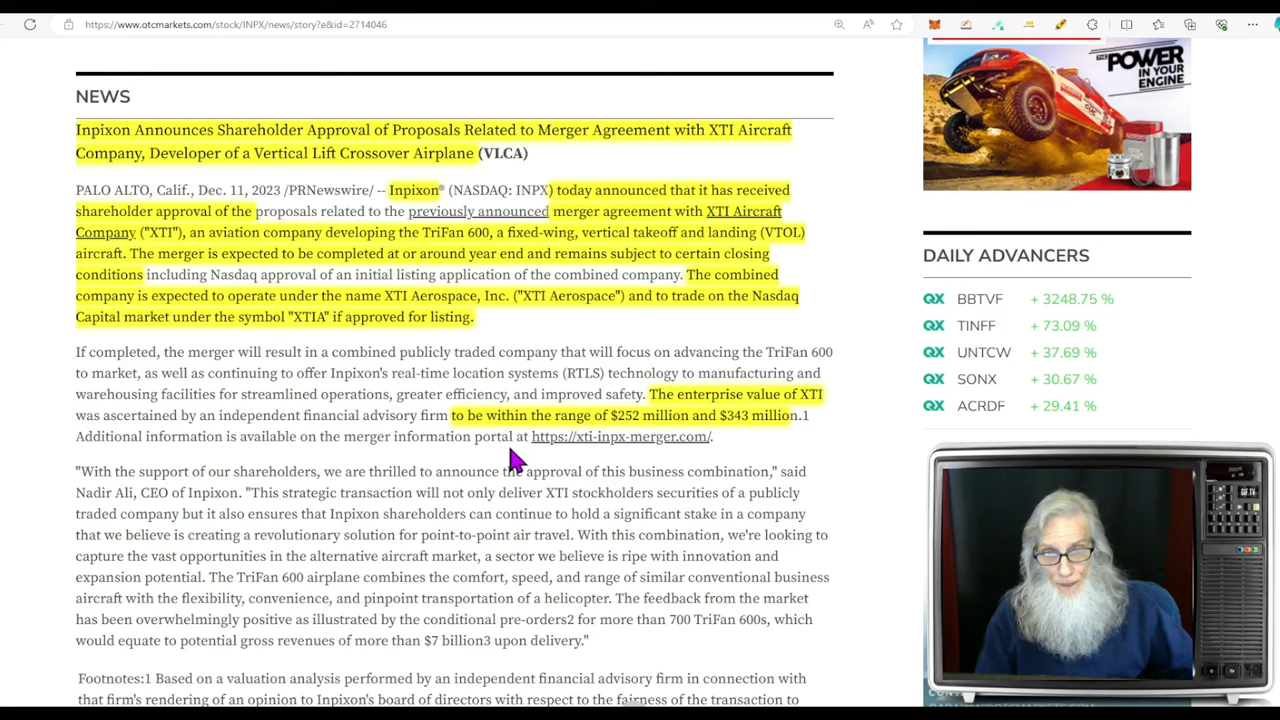 https://www.otcmarkets.com/stock/INPX/news/story?e&id=2714046
NEWS
Inpixon Announces Shareholder Approval of Proposals Related to Merger Agreement with XTI Aircraft
Company, Developer of a Vertical Lift Crossover Airplane (VLCA)
PALO ALTO, Calif., Dec. 11, 2023 /PRNewswire/ -- Inpixon® (NASDAQ: INPX) today announced that it has received
shareholder approval of the proposals related to the previously announced merger agreement with XTI Aircraft
Company ("XTI"), an aviation company developing the TriFan 600, a fixed-wing, vertical takeoff and landing (VTOL)
aircraft. The merger is expected to be completed at or around year end and remains subject to certain closing
conditions including Nasdaq approval of an initial listing application of the combined company. The combined
company is expected to operate under the name XTI Aerospace, Inc. ("XTI Aerospace") and to trade on the Nasdaq
Capital market under the symbol "XTIA" if approved for listing.
If completed, the merger will result in a combined publicly traded company that will focus on advancing the TriFan 600
to market, as well as continuing to offer Inpixon's real-time location systems (RTLS) technology to manufacturing and
warehousing facilities for streamlined operations, greater efficiency, and improved safety. The enterprise value of XTI
was ascertained by an independent financial advisory firm to be within the range of $252 million and $343 million.1
Additional information is available on the merger information portal at https://xti-inpx-merger.com/.
"With the support of our shareholders, we are thrilled to announce the approval of this business combination," said
Nadir Ali, CEO of Inpixon. "This strategic transaction will not only deliver XTI stockholders securities of a publicly
traded company but it also ensures that Inpixon shareholders can continue to hold a significant stake in a company
that we believe is creating a revolutionary solution for point-to-point air travel. With this combination, we're looking to
capture the vast opportunities in the alternative aircraft market, a sector we believe is ripe with innovation and
expansion potential. The TriFan 600 airplane combines the comfort, speed, and range of similar conventional business
aircraft with the flexibility, convenience, and pinpoint transportation of a helicopter. The feedback from the market
has been overwhelmingly positive as illustrated by the conditional pre-orders2 for more than 700 TriFan 600s, which
would equate to potential gross revenues of more than $7 billion3 upon delivery."
Footnotes:1 Based on a valuation analysis performed by an independent financial advisory firm in connection with
that firm's rendering of an opinion to Inpixon's board of directors with respect to the fairness of the transaction to
THE POWER
IN YOUR
ENGINE
DAILY ADVANCERS
QX BBTVF + 3248.75 %
QX TINFF + 73.09 %
QX UNTCW + 37.69 %
QX SONX + 30.67 %
QX ACRDF + 29.41 %
GIF.TV